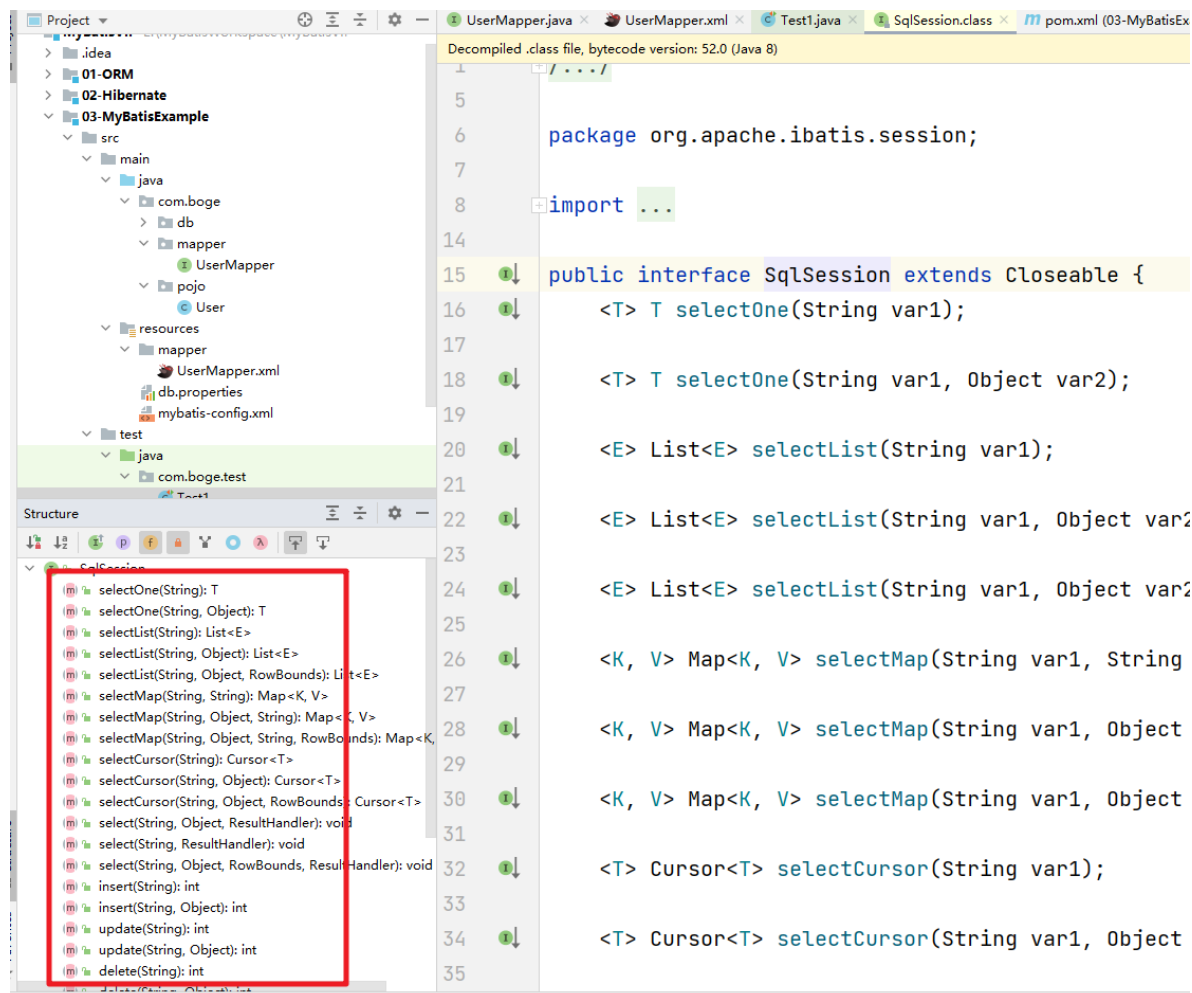 Project
.idea
01-ORM
02-Hibernate
03-MyBatisExample
src
main
java
com.boge
db
mapper
UserMapper
pojo
User
resources
mapper
UserMapper.xml
db.properties
mybatis-config.xml
test
java
com.boge.test
Test1
Structure
SqlSession
selectOne(String): T
selectOne(String, Object): T
selectList(String): List<E>
selectList(String, Object): List<E>
selectList(String, Object, RowBounds): List<E>
selectMap(String, String): Map<K, V>
selectMap(String, Object, String): Map<K, V>
selectMap(String, Object, String, RowBounds): Map<K,
selectCursor(String): Cursor<T>
selectCursor(String, Object): Cursor<T>
selectCursor(String, Object, RowBounds): Cursor<T>
select(String, Object, ResultHandler): void
select(String, ResultHandler): void
select(String, Object, RowBounds, ResultHandler): void
insert(String): int
insert(String, Object): int
update(String): int
update(String, Object): int
delete(String): int
delete(String, Object): int
UserMapper.java UserMapper.xml Test1.java SqlSession.class pom.xml (03-MyBatisEx
Decompiled .class file, bytecode version: 52.0 (Java 8)
1 /.../
5
6 package org.apache.ibatis.session;
7
8 import ...
14
15 public interface SqlSession extends Closeable {
16 <T> T selectOne(String var1);
17
18 <T> T selectOne(String var1, Object var2);
19
20 <E> List<E> selectList(String var1);
21
22 <E> List<E> selectList(String var1, Object var2
23
24 <E> List<E> selectList(String var1, Object var2
25
26 <K, V> Map<K, V> selectMap(String var1, String
27
28 <K, V> Map<K, V> selectMap(String var1, Object
29
30 <K, V> Map<K, V> selectMap(String var1, Object
31
32 <T> Cursor<T> selectCursor(String var1);
33
34 <T> Cursor<T> selectCursor(String var1, Object
35